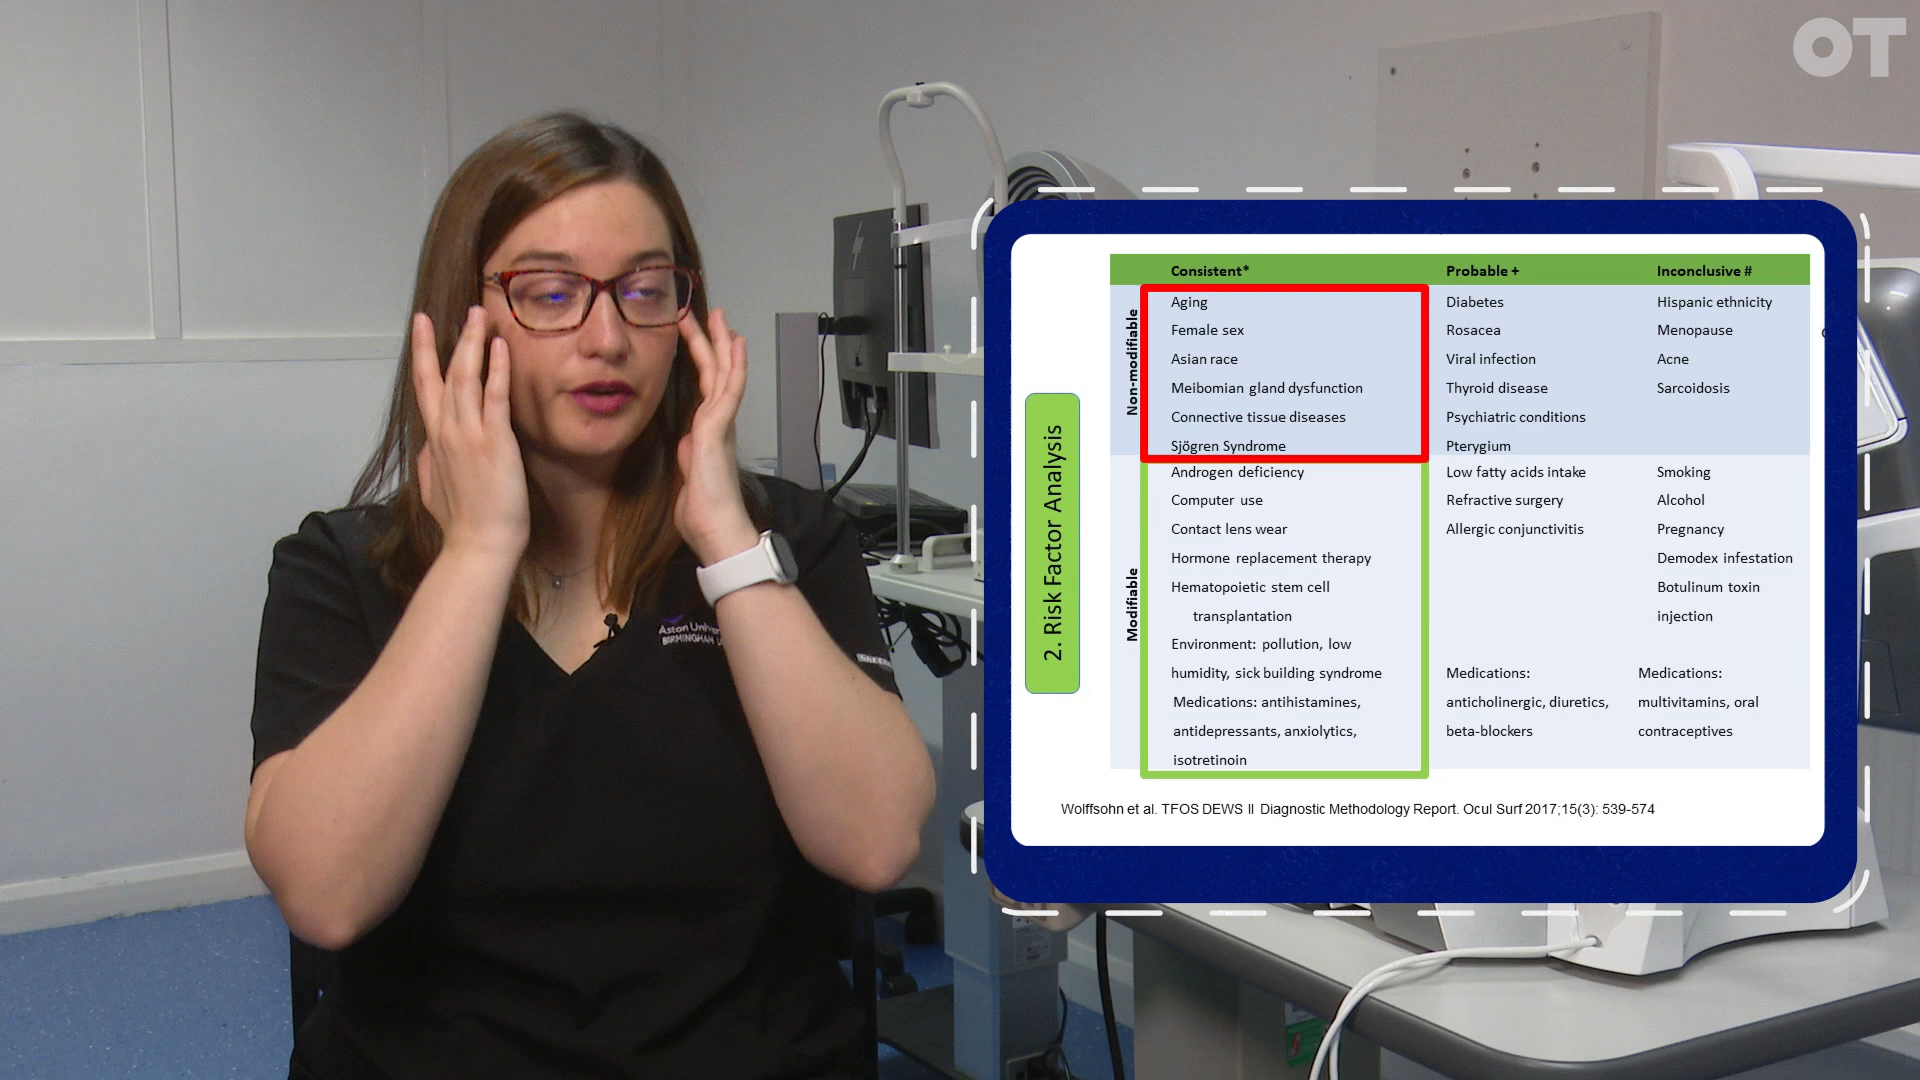 OT
Consistent* Probable + Inconclusive #
Non-modifiable
Aging Diabetes Hispanic ethnicity
Female sex Rosacea Menopause
Asian race Viral infection Acne
Meibomian gland dysfunction Thyroid disease Sarcoidosis
Connective tissue diseases Psychiatric conditions
Sjögren Syndrome Pterygium
2. Risk Factor Analysis
Modifiable
Androgen deficiency Low fatty acids intake Smoking
Computer use Refractive surgery Alcohol
Contact lens wear Allergic conjunctivitis Pregnancy
Hormone replacement therapy Demodex infestation
Hematopoietic stem cell Botulinum toxin
transplantation injection
Environment: pollution, low
humidity, sick building syndrome Medications: Medications:
Medications: antihistamines, anticholinergic, diuretics, multivitamins, oral
antidepressants, anxiolytics, beta-blockers contraceptives
isotretinoin
Wolffsohn et al. TFOS DEWS II Diagnostic Methodology Report. Ocul Surf 2017;15(3): 539-574
Aston
BIRMINGHAM